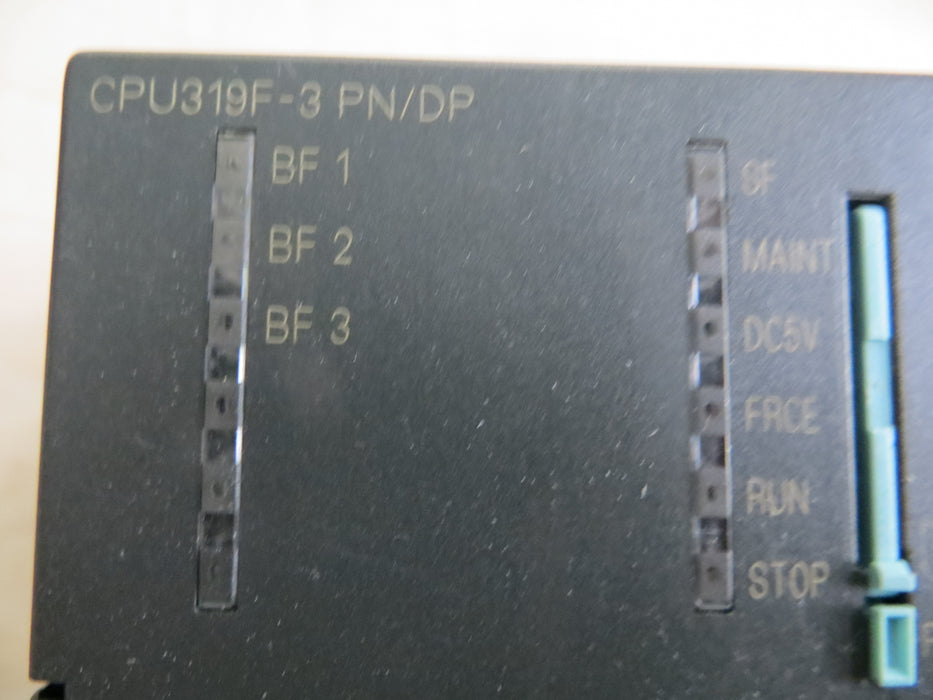 CPU319F-3 PN/DP
BF 1
BF 2
BF 3
SF
MAINT
DC5V
FRCE
RUN
STOP